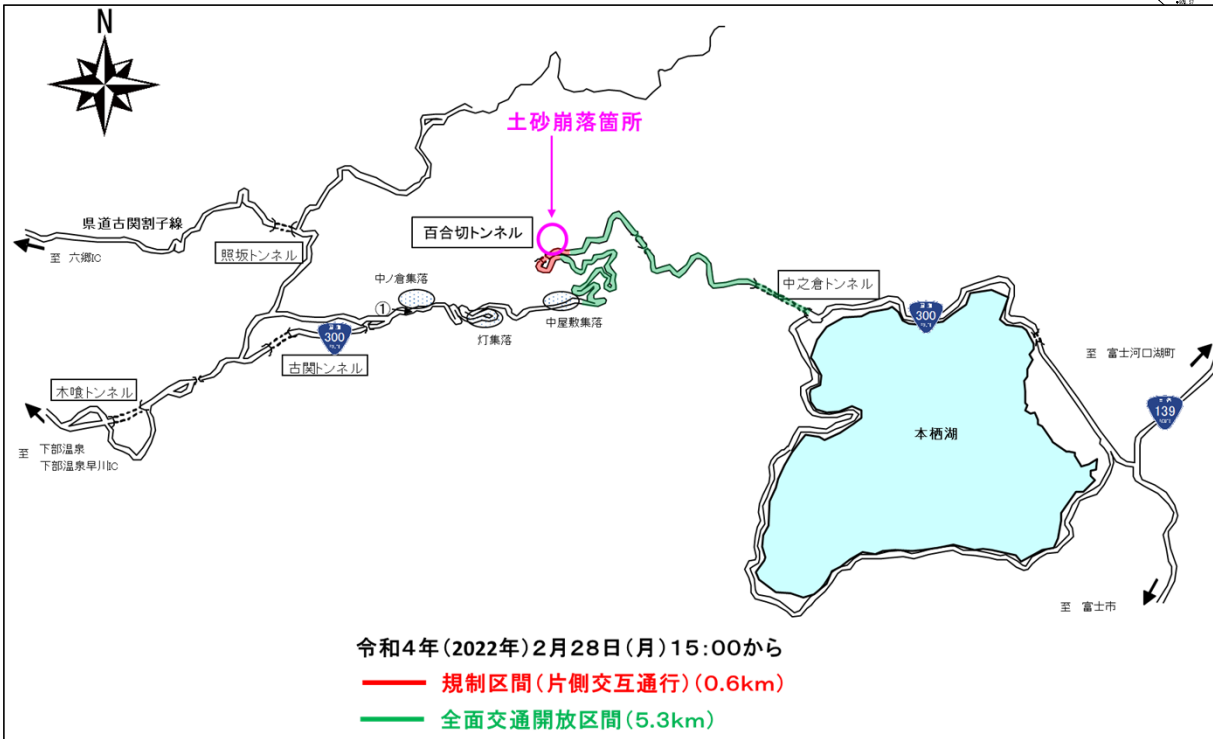 N
土砂崩落箇所
県道古関割子線
至 六郷IC
照坂トンネル
百合切トンネル
中ノ倉集落
①
300
灯集落
中屋敷集落
中之倉トンネル
300
古関トンネル
木喰トンネル
至 下部温泉
下部温泉早川IC
至 富士河口湖町
139
本栖湖
至 富士市
令和4年(2022年)2月28日(月)15:00から
規制区間(片側交互通行)(0.6km)
全面交通開放区間(5.3km)